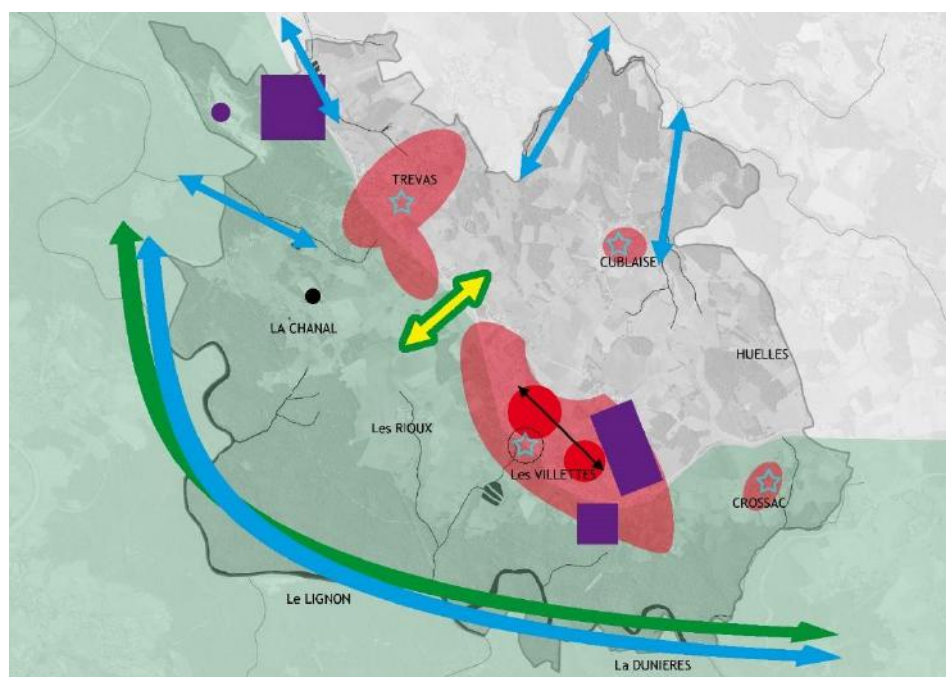 TREVAS
CUBLAISE
LA CHANAL
HUELLES
Les RIOUX
Les VILLETTES
CROSSAC
Le LIGNON
La DUNIERES